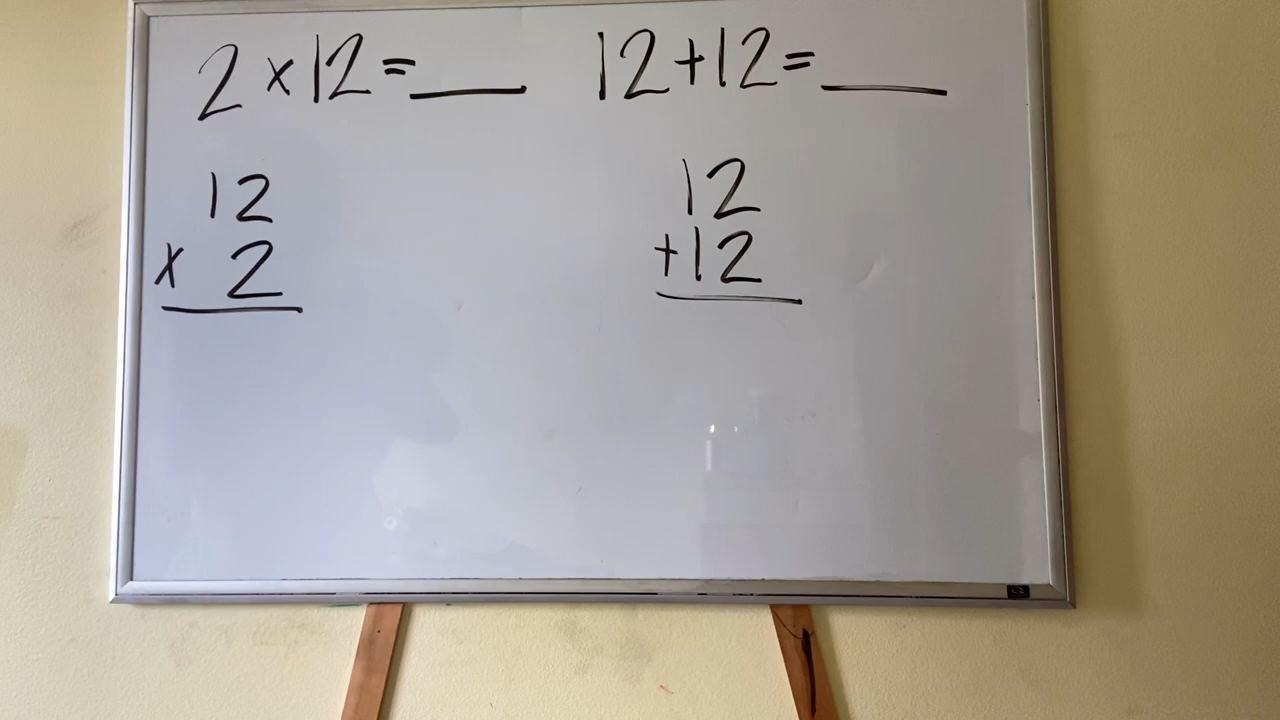 2 × 12 = ___ 12 + 12 = ___
12
× 2
12
+ 12